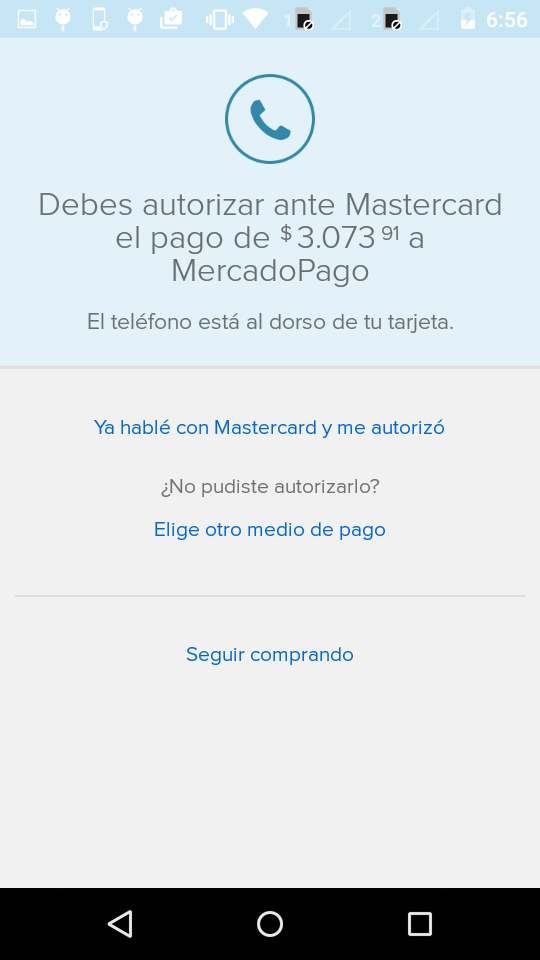 1
2
6:56
Debes autorizar ante Mastercard
el pago de $ 3.073 91 a
MercadoPago
El teléfono está al dorso de tu tarjeta.
Ya hablé con Mastercard y me autorizó
¿No pudiste autorizarlo?
Elige otro medio de pago
Seguir comprando